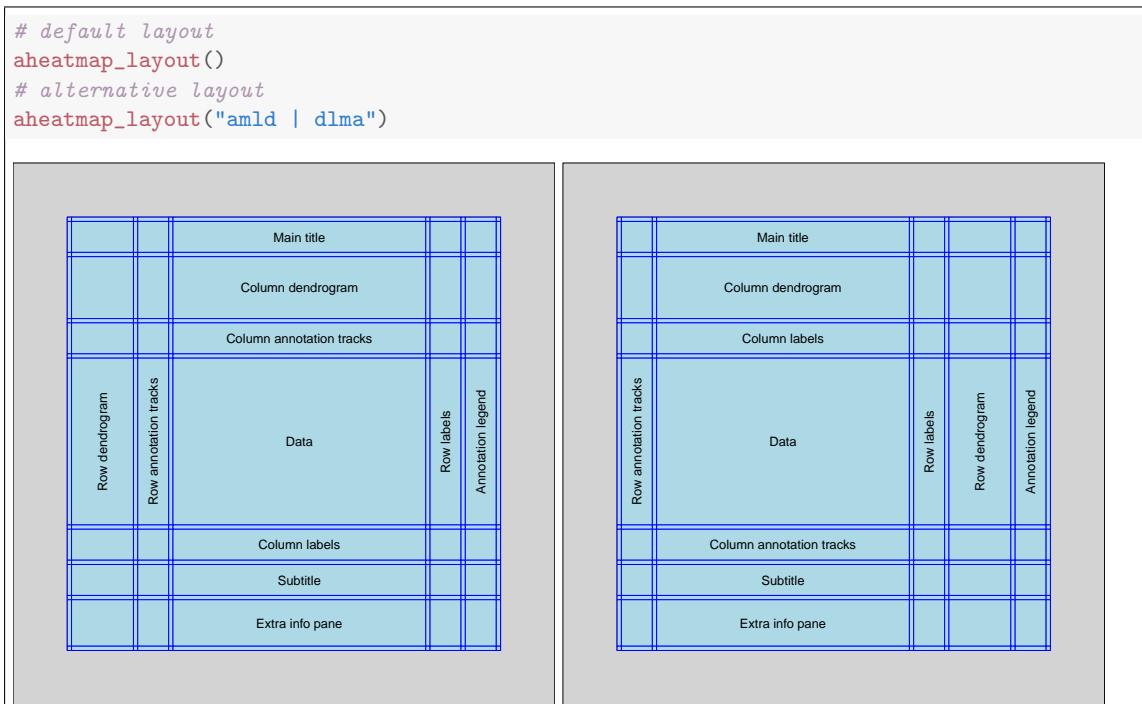 # default layout
aheatmap_layout()
# alternative layout
aheatmap_layout("amld | dlma")
Main title
Column dendrogram
Column annotation tracks
Row dendrogram
Row annotation tracks
Data
Row labels
Annotation legend
Column labels
Subtitle
Extra info pane
Main title
Column dendrogram
Column labels
Row annotation tracks
Data
Row labels
Row dendrogram
Annotation legend
Column annotation tracks
Subtitle
Extra info pane